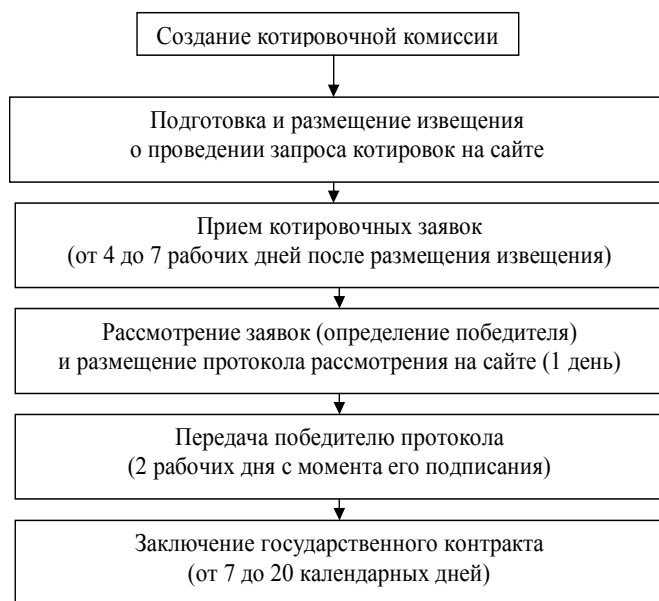 Создание котировочной комиссии
Подготовка и размещение извещения
о проведении запроса котировок на сайте
Прием котировочных заявок
(от 4 до 7 рабочих дней после размещения извещения)
Рассмотрение заявок (определение победителя)
и размещение протокола рассмотрения на сайте (1 день)
Передача победителю протокола
(2 рабочих дня с момента его подписания)
Заключение государственного контракта
(от 7 до 20 календарных дней)